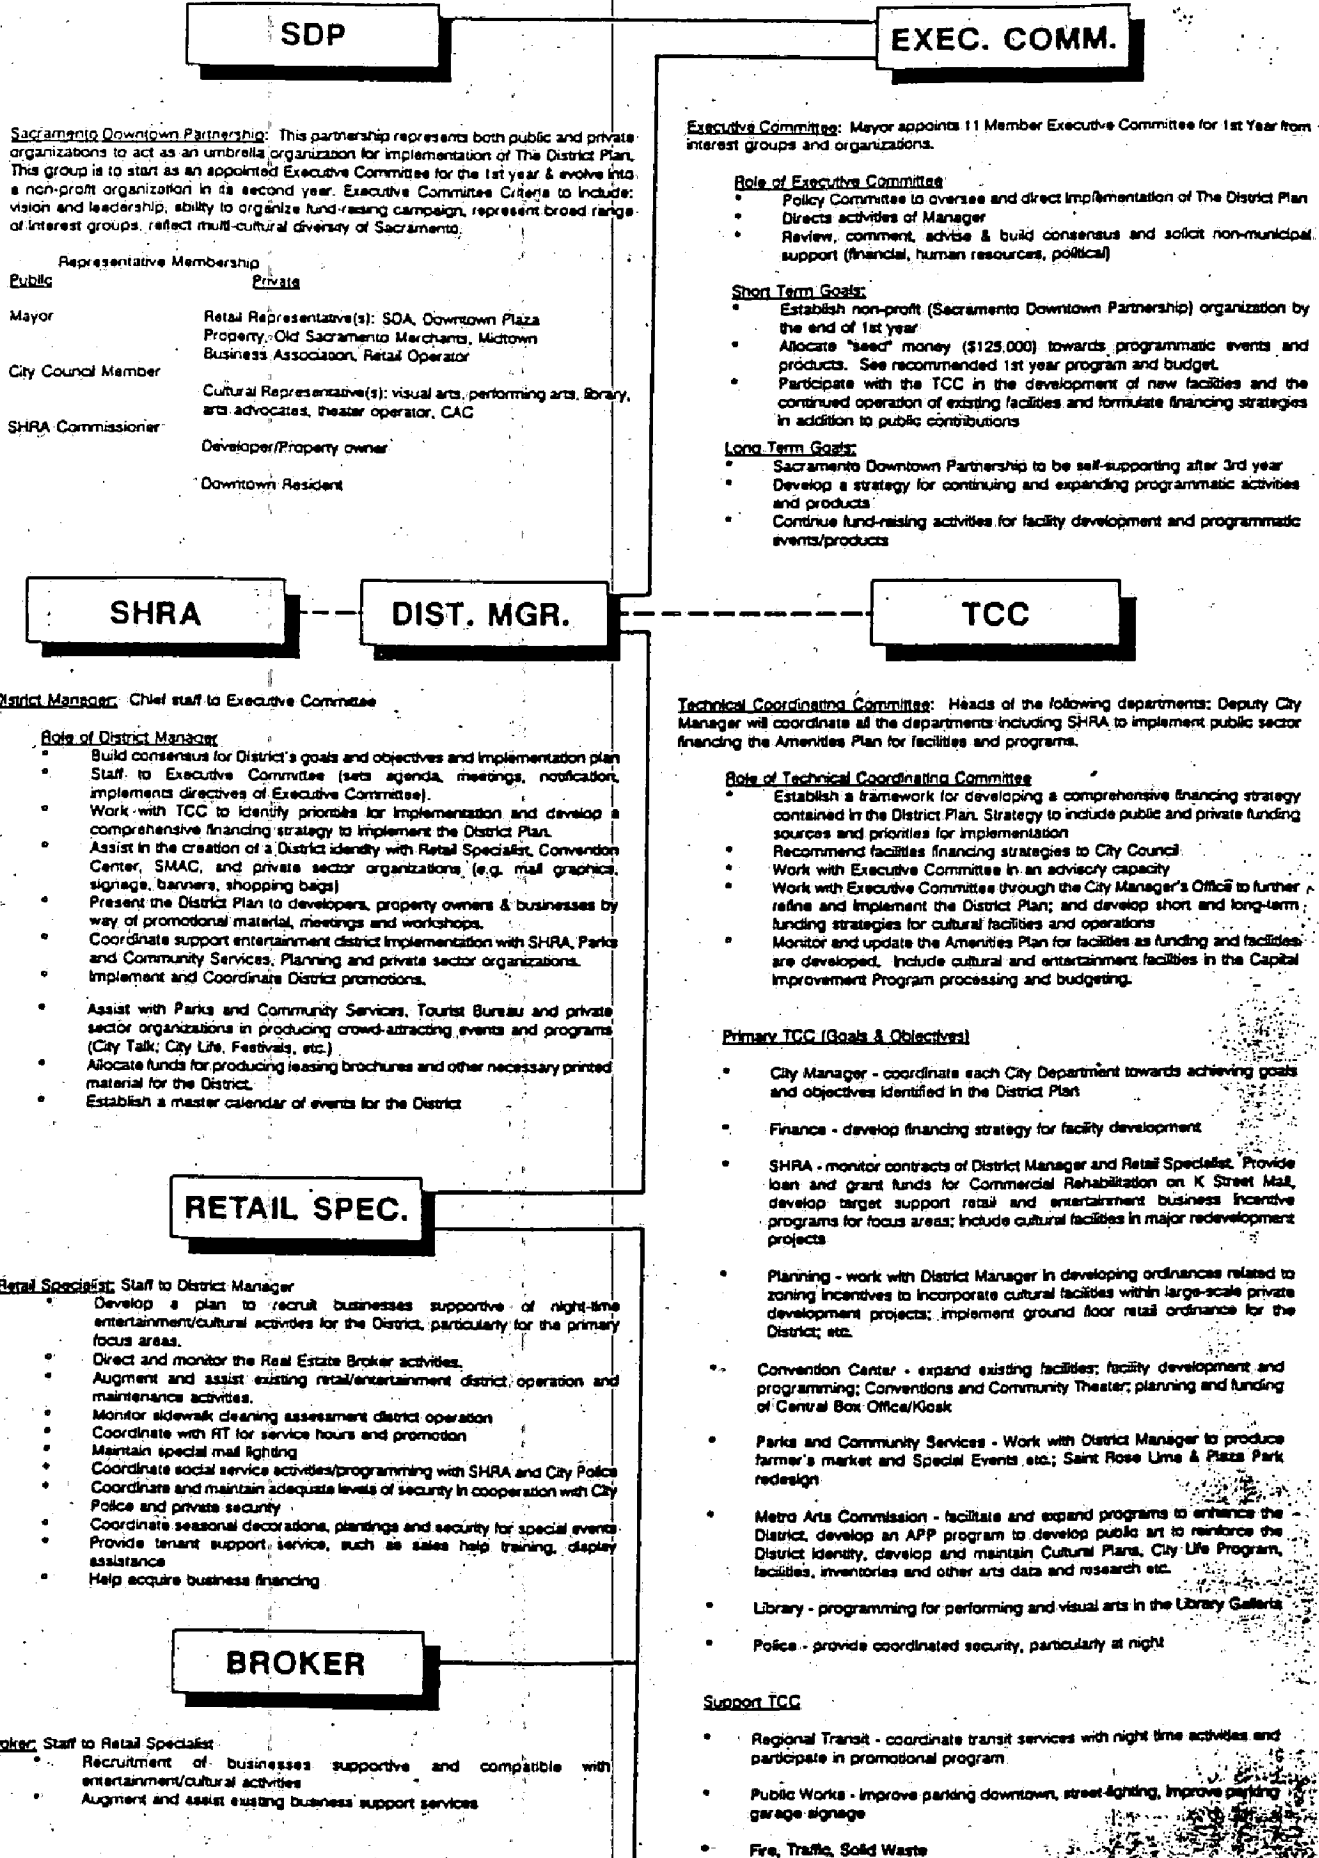 SDP
EXEC. COMM.
Sacramento Downtown Partnership: This partnership represents both public and private
organizations to act as an umbrella organization for implementation of The District Plan.
This group is to start as an appointed Executive Committee for the 1st year & evolve into
a non-profit organization in its second year. Executive Committee Criteria to include:
vision and leadership, ability to organize fund-raising campaign, represent broad range
of interest groups, reflect multi-cultural diversity of Sacramento.
Representative Membership
Public Private
Mayor Retail Representative(s): SDA, Downtown Plaza
Property, Old Sacramento Merchants, Midtown
Business Association, Retail Operator
City Council Member
Cultural Representative(s): visual arts, performing arts, library,
arts advocates, theater operator, CAC
SHRA Commissioner
Developer/Property owner
Downtown Resident
Executive Committee: Mayor appoints 11 Member Executive Committee for 1st Year from
interest groups and organizations.
Role of Executive Committee
• Policy Committee to oversee and direct implementation of The District Plan
• Directs activities of Manager
• Review, comment, advise & build consensus and solicit non-municipal
support (financial, human resources, political)
Short Term Goals:
• Establish non-profit (Sacramento Downtown Partnership) organization by
the end of 1st year
• Allocate "seed" money ($125,000) towards programmatic events and
products. See recommended 1st year program and budget.
• Participate with the TCC in the development of new facilities and the
continued operation of existing facilities and formulate financing strategies
in addition to public contributions
Long Term Goals:
• Sacramento Downtown Partnership to be self-supporting after 3rd year
• Develop a strategy for continuing and expanding programmatic activities
and products
• Continue fund-raising activities for facility development and programmatic
events/products
SHRA
DIST. MGR.
TCC
District Manager: Chief staff to Executive Committee
Role of District Manager
• Build consensus for District's goals and objectives and implementation plan
• Staff to Executive Committee (sets agenda, meetings, notification,
implements directives of Executive Committee).
• Work with TCC to identify priorities for implementation and develop a
comprehensive financing strategy to implement the District Plan.
• Assist in the creation of a District identity with Retail Specialist, Convention
Center, SMAC, and private sector organizations (e.g. mall graphics,
signage, banners, shopping bags)
• Present the District Plan to developers, property owners & businesses by
way of promotional material, meetings and workshops.
• Coordinate support entertainment district implementation with SHRA, Parks
and Community Services, Planning and private sector organizations.
• Implement and Coordinate District promotions.
• Assist with Parks and Community Services, Tourist Bureau and private
sector organizations in producing crowd-attracting events and programs
(City Talk; City Life, Festivals, etc.)
• Allocate funds for producing leasing brochures and other necessary printed
material for the District.
• Establish a master calendar of events for the District
RETAIL SPEC.
Retail Specialist: Staff to District Manager
• Develop a plan to recruit businesses supportive of night-time
entertainment/cultural activities for the District, particularly for the primary
focus areas.
• Direct and monitor the Real Estate Broker activities.
• Augment and assist existing retail/entertainment district operation and
maintenance activities.
• Monitor sidewalk cleaning assessment district operation
• Coordinate with RT for service hours and promotion
• Maintain special mall lighting
• Coordinate social service activities/programming with SHRA and City Police
• Coordinate and maintain adequate levels of security in cooperation with City
Police and private security
• Coordinate seasonal decorations, plantings and security for special events
• Provide tenant support service, such as sales help training, display
assistance
• Help acquire business financing
BROKER
oker: Staff to Retail Specialist
• Recruitment of businesses supportive and compatible with
entertainment/cultural activities
• Augment and assist existing business support services
Technical Coordinating Committee: Heads of the following departments: Deputy City
Manager will coordinate all the departments including SHRA to implement public sector
financing the Amenities Plan for facilities and programs.
Role of Technical Coordinating Committee
• Establish a framework for developing a comprehensive financing strategy
contained in the District Plan. Strategy to include public and private funding
sources and priorities for implementation
• Recommend facilities financing strategies to City Council
• Work with Executive Committee in an advisory capacity
• Work with Executive Committee through the City Manager's Office to further
refine and implement the District Plan; and develop short and long-term
funding strategies for cultural facilities and operations
• Monitor and update the Amenities Plan for facilities as funding and facilities
are developed. Include cultural and entertainment facilities in the Capital
Improvement Program processing and budgeting.
Primary TCC (Goals & Objectives)
• City Manager - coordinate each City Department towards achieving goals
and objectives identified in the District Plan
• Finance - develop financing strategy for facility development
• SHRA - monitor contracts of District Manager and Retail Specialist. Provide
loan and grant funds for Commercial Rehabilitation on K Street Mall,
develop target support retail and entertainment business incentive
programs for focus areas; include cultural facilities in major redevelopment
projects
• Planning - work with District Manager in developing ordinances related to
zoning incentives to incorporate cultural facilities within large-scale private
development projects; implement ground floor retail ordinance for the
District; etc.
• Convention Center - expand existing facilities; facility development and
programming; Conventions and Community Theater; planning and funding
of Central Box Office/Kiosk
• Parks and Community Services - Work with District Manager to produce
farmer's market and Special Events etc.; Saint Rose Lima & Plaza Park
redesign
• Metro Arts Commission - facilitate and expand programs to enhance the
District, develop an APP program to develop public art to reinforce the
District identity, develop and maintain Cultural Plans, City Life Program,
facilities, inventories and other arts data and research etc.
• Library - programming for performing and visual arts in the Library Galleria
• Police - provide coordinated security, particularly at night
Support TCC
• Regional Transit - coordinate transit services with night time activities and
participate in promotional program
• Public Works - improve parking downtown, street-lighting, improve parking
garage signage
• Fire, Traffic, Solid Waste